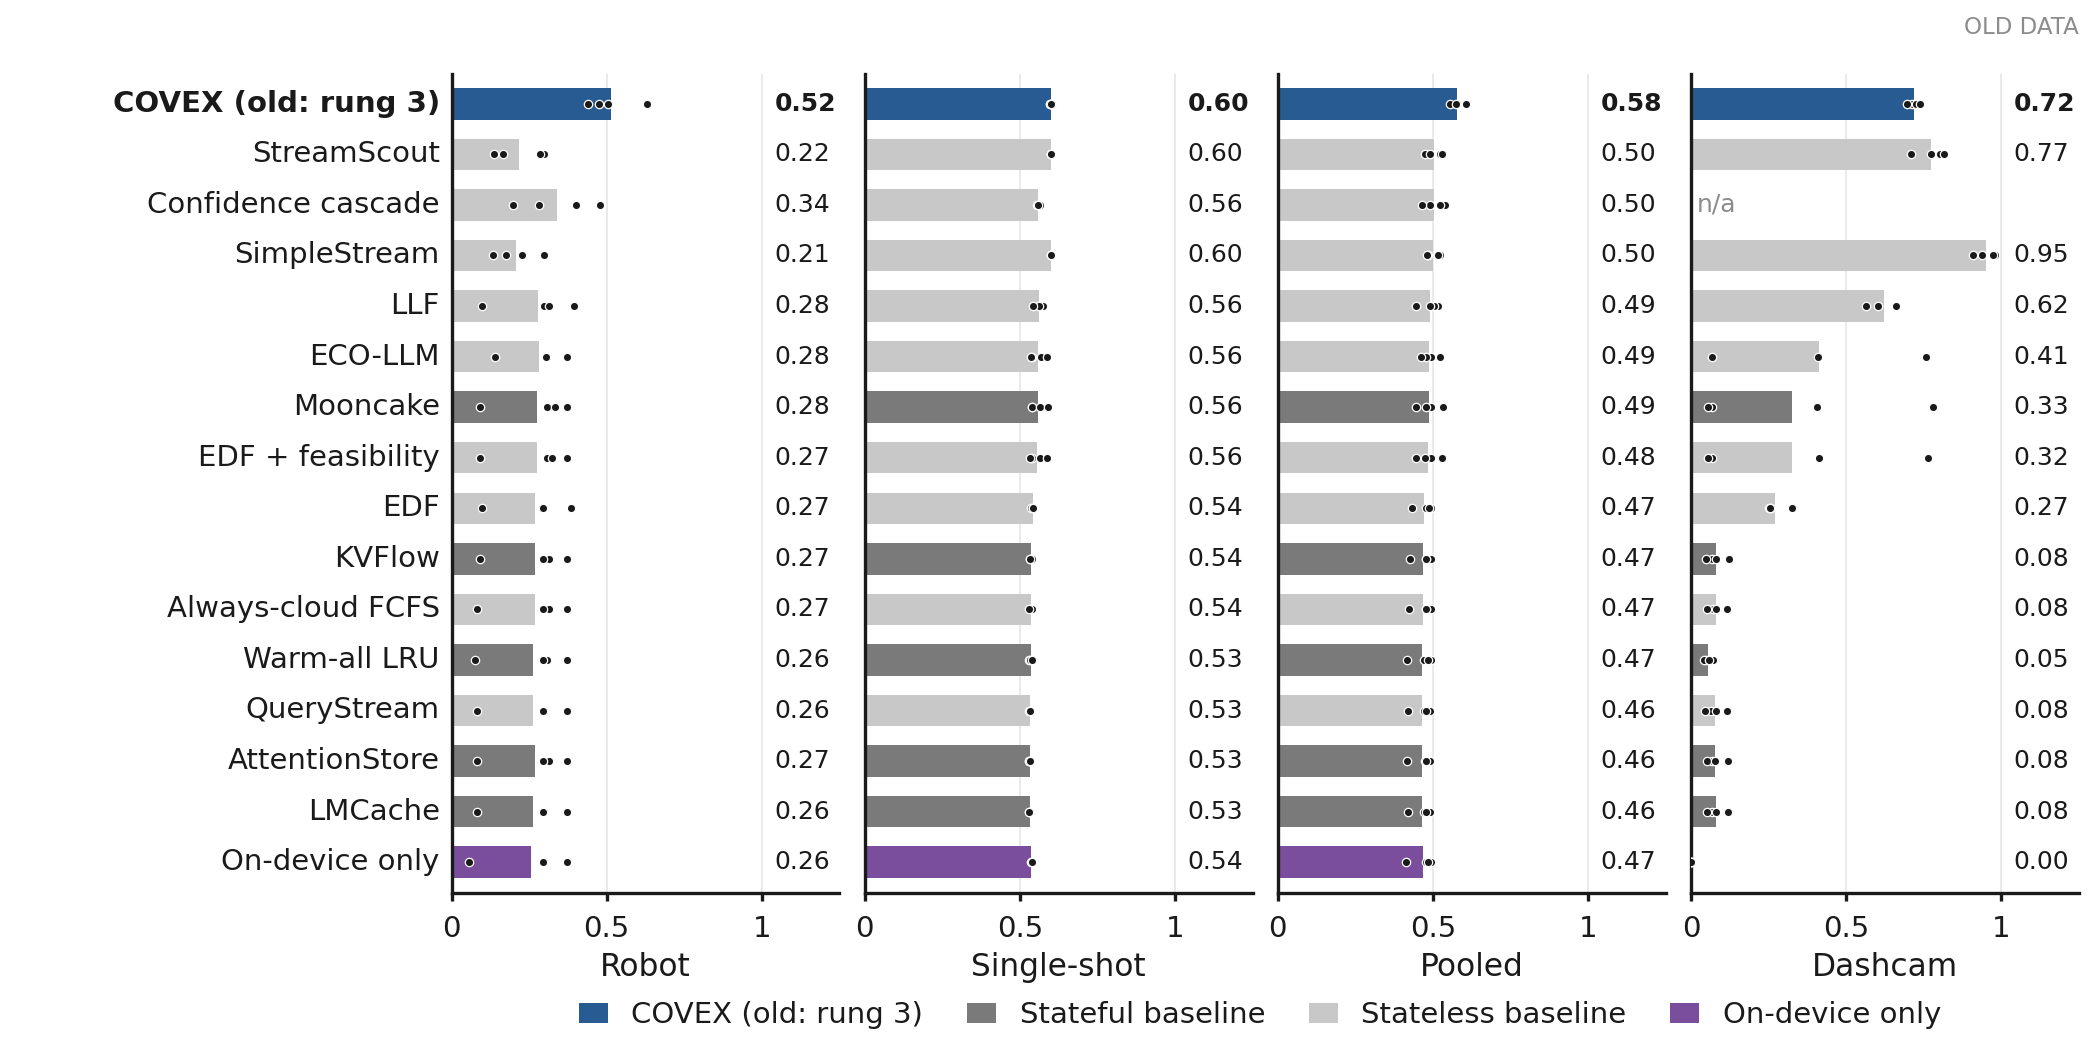 OLD DATA
COVEX (old: rung 3) 0.52 0.60 0.58 0.72
StreamScout 0.22 0.60 0.50 0.77
Confidence cascade 0.34 0.56 0.50 n/a
SimpleStream 0.21 0.60 0.50 0.95
LLF 0.28 0.56 0.49 0.62
ECO-LLM 0.28 0.56 0.49 0.41
Mooncake 0.28 0.56 0.49 0.33
EDF + feasibility 0.27 0.56 0.48 0.32
EDF 0.27 0.54 0.47 0.27
KVFlow 0.27 0.54 0.47 0.08
Always-cloud FCFS 0.27 0.54 0.47 0.08
Warm-all LRU 0.26 0.53 0.47 0.05
QueryStream 0.26 0.53 0.46 0.08
AttentionStore 0.27 0.53 0.46 0.08
LMCache 0.26 0.53 0.46 0.08
On-device only 0.26 0.54 0.47 0.00
0 0.5 1 0 0.5 1 0 0.5 1 0 0.5 1
Robot Single-shot Pooled Dashcam
COVEX (old: rung 3) Stateful baseline Stateless baseline On-device only